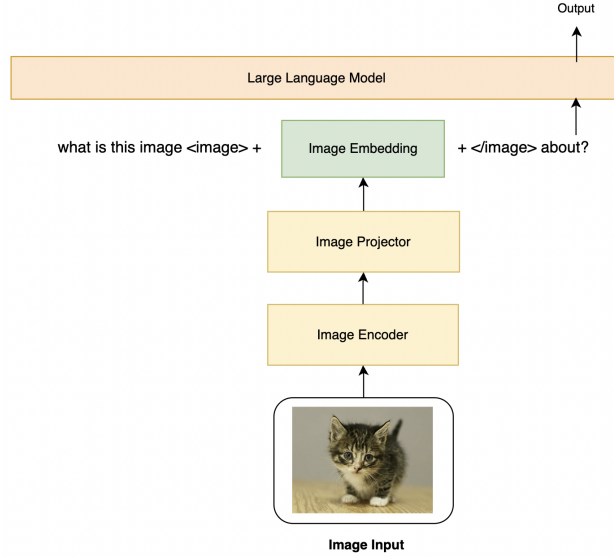 Output
Large Language Model
what is this image <image> + Image Embedding + </image> about?
Image Projector
Image Encoder
Image Input